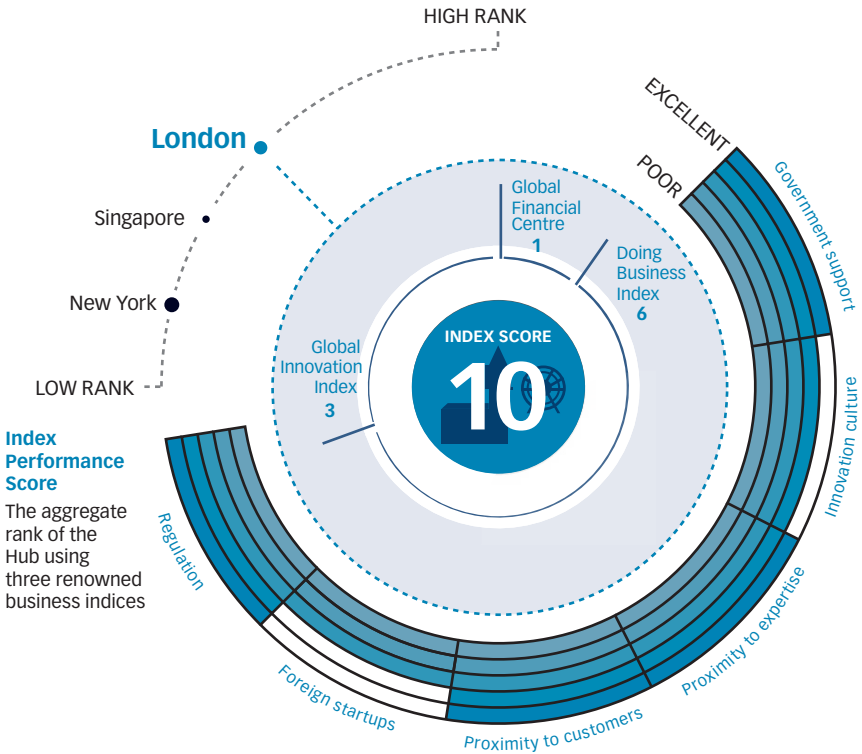 HIGH RANK
London
Singapore
New York
LOW RANK
EXCELLENT
POOR
Global
Financial
Centre
1
Doing
Business
Index
6
Global
Innovation
Index
3
INDEX SCORE
10
Government support
Innovation culture
Proximity to expertise
Proximity to customers
Foreign startups
Regulation
Index
Performance
Score
The aggregate
rank of the
Hub using
three renowned
business indices